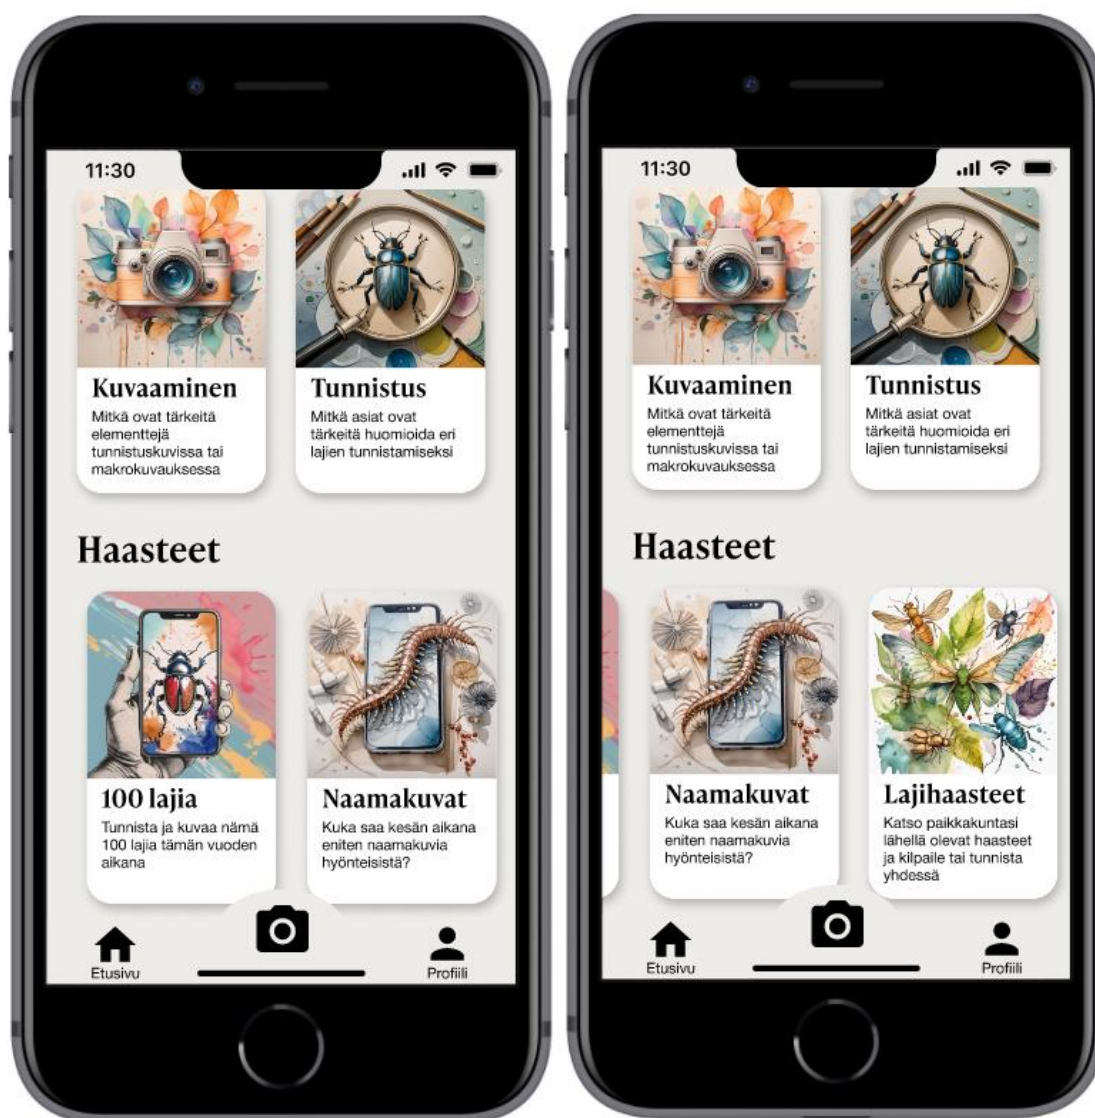 11:30
Kuvaaminen
Mitkä ovat tärkeitä
elementtejä
tunnistuskuvissa tai
makrokuvauksessa
Tunnistus
Mitkä asiat ovat
tärkeitä huomioida eri
lajien tunnistamiseksi
Haasteet
100 lajia
Tunnista ja kuvaa nämä
100 lajia tämän vuoden
aikana
Naamakuvat
Kuka saa kesän aikana
eniten naamakuvia
hyönteisistä?
Etusivu
Profiili
11:30
Kuvaaminen
Mitkä ovat tärkeitä
elementtejä
tunnistuskuvissa tai
makrokuvauksessa
Tunnistus
Mitkä asiat ovat
tärkeitä huomioida eri
lajien tunnistamiseksi
Haasteet
Naamakuvat
Kuka saa kesän aikana
eniten naamakuvia
hyönteisistä?
Lajihaasteet
Katso paikkakuntasi
lähellä olevat haasteet
ja kilpaile tai tunnista
yhdessä
Etusivu
Profiili